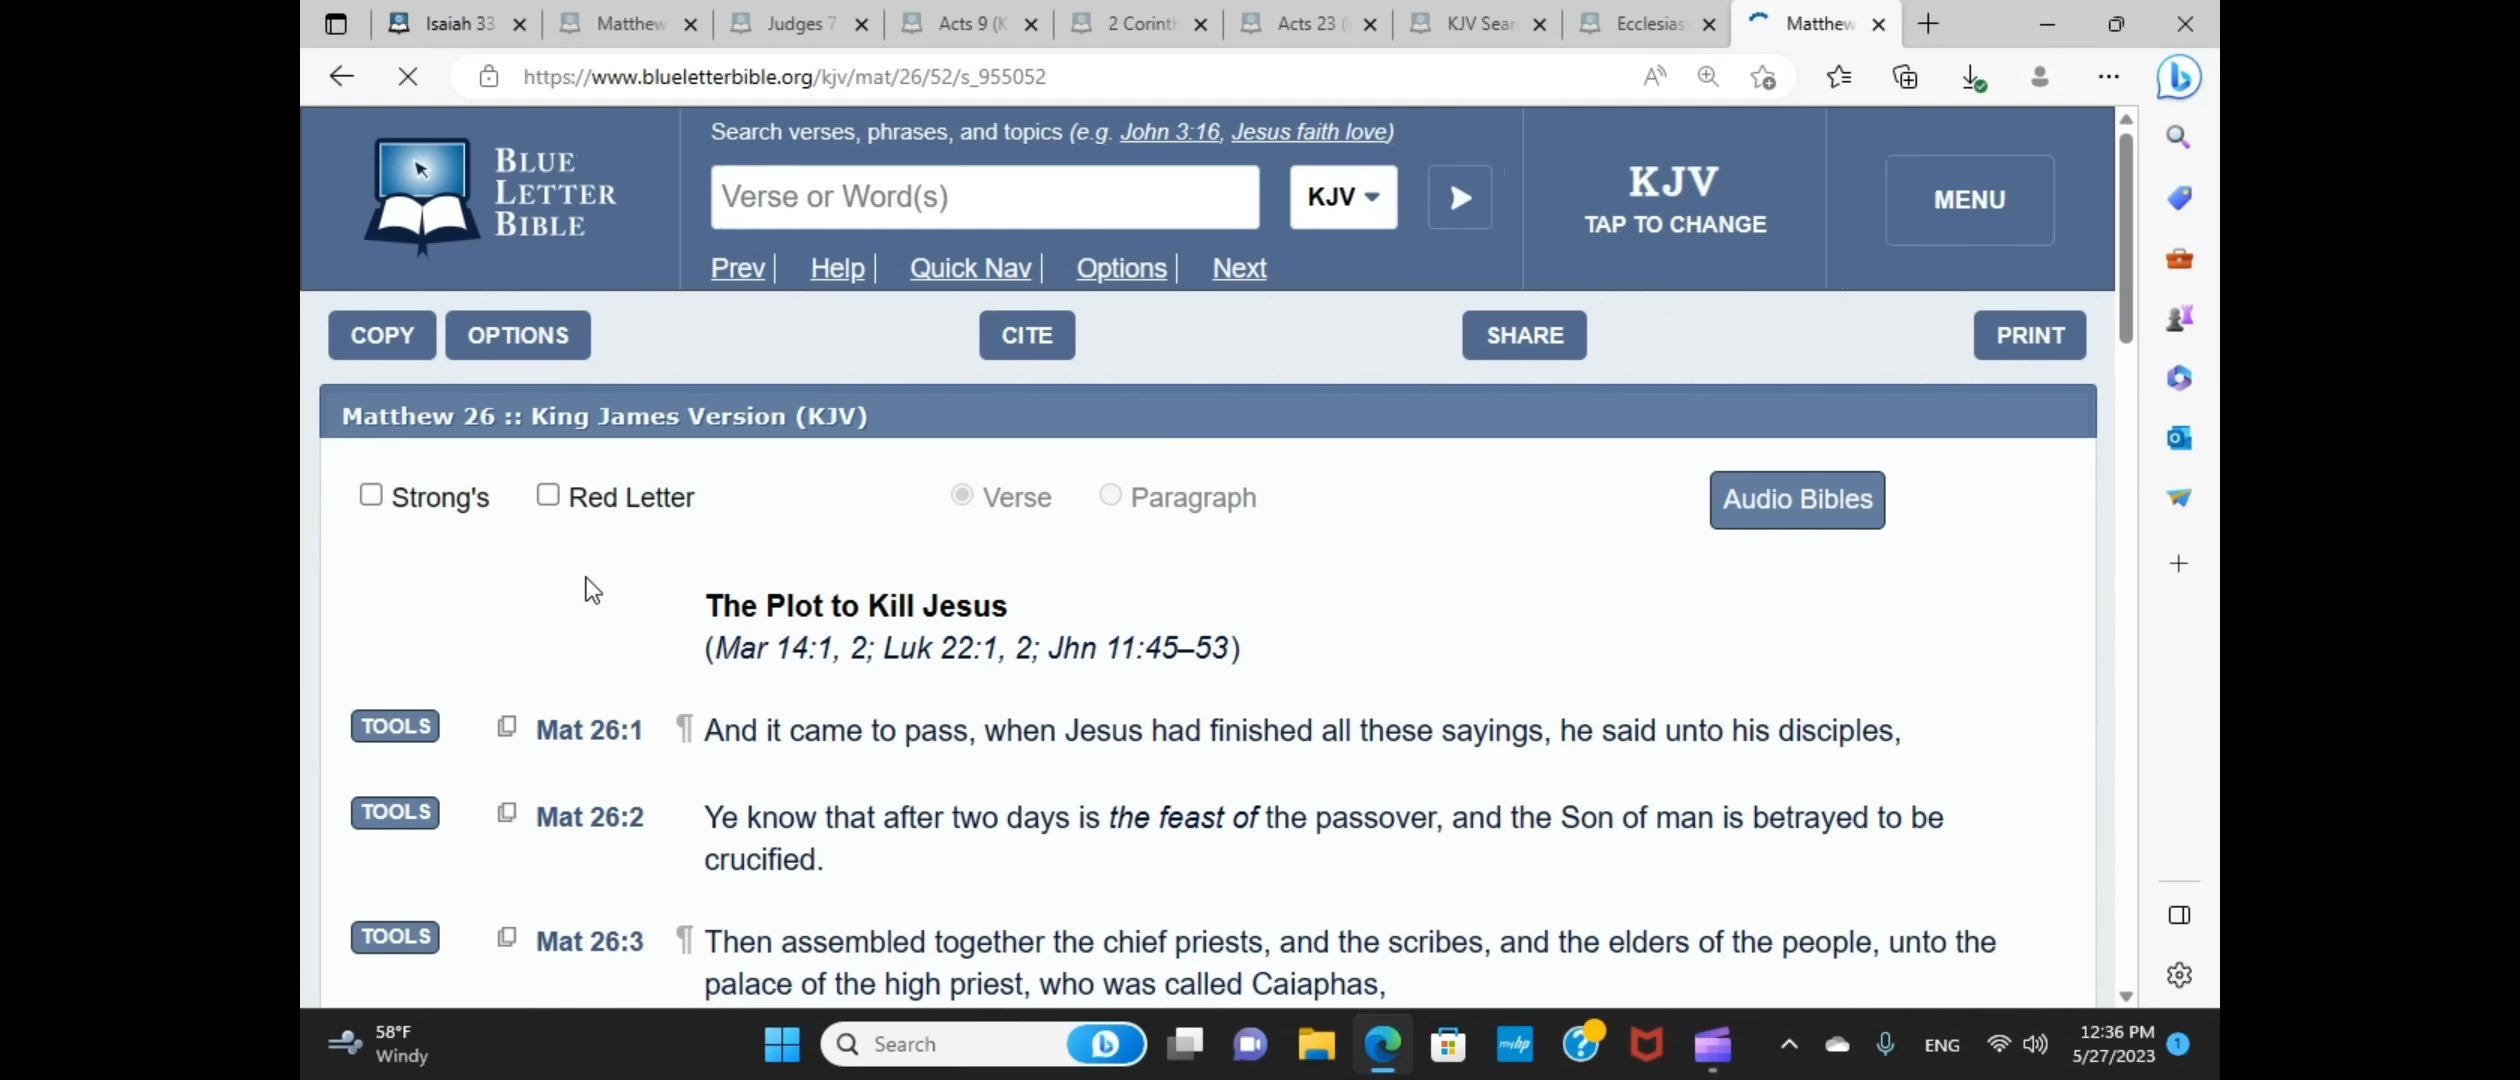 Isaiah 33
Matthew
Judges 7
Acts 9 (K
2 Corinth
Acts 23 (
KJV Sear
Ecclesias
Matthew
https://www.blueletterbible.org/kjv/mat/26/52/s_955052
Search verses, phrases, and topics (e.g. John 3:16, Jesus faith love)
BLUE
LETTER
BIBLE
Verse or Word(s)
KJV
KJV
TAP TO CHANGE
MENU
Prev
Help
Quick Nav
Options
Next
COPY
OPTIONS
CITE
SHARE
PRINT
Matthew 26 :: King James Version (KJV)
Strong's
Red Letter
Verse
Paragraph
Audio Bibles
The Plot to Kill Jesus
(Mar 14:1, 2; Luk 22:1, 2; Jhn 11:45–53)
TOOLS Mat 26:1 ¶ And it came to pass, when Jesus had finished all these sayings, he said unto his disciples,
TOOLS Mat 26:2 Ye know that after two days is the feast of the passover, and the Son of man is betrayed to be
crucified.
TOOLS Mat 26:3 ¶ Then assembled together the chief priests, and the scribes, and the elders of the people, unto the
palace of the high priest, who was called Caiaphas,
58°F
Windy
Search
myhp
ENG
12:36 PM
5/27/2023
1